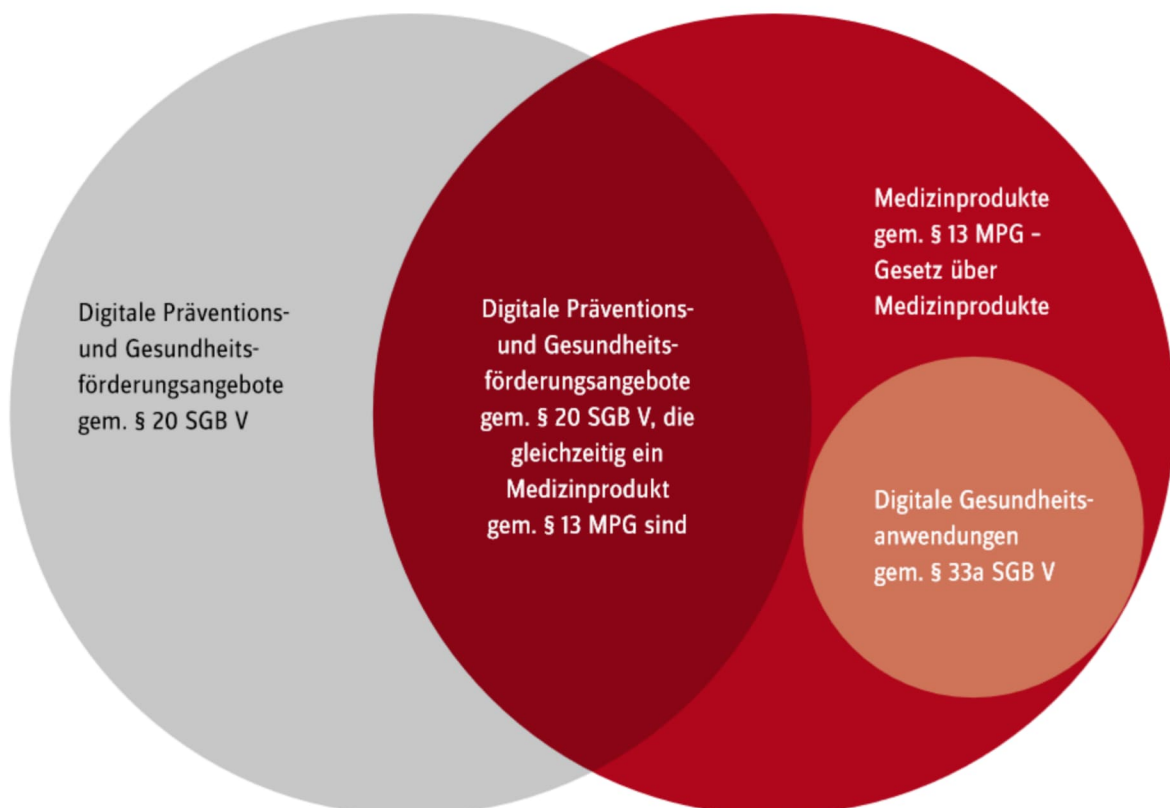 Digitale Präventions-
und Gesundheits-
förderungsangebote
gem. § 20 SGB V
Digitale Präventions-
und Gesundheits-
förderungsangebote
gem. § 20 SGB V, die
gleichzeitig ein
Medizinprodukt
gem. § 13 MPG sind
Medizinprodukte
gem. § 13 MPG –
Gesetz über
Medizinprodukte
Digitale Gesundheits-
anwendungen
gem. § 33a SGB V